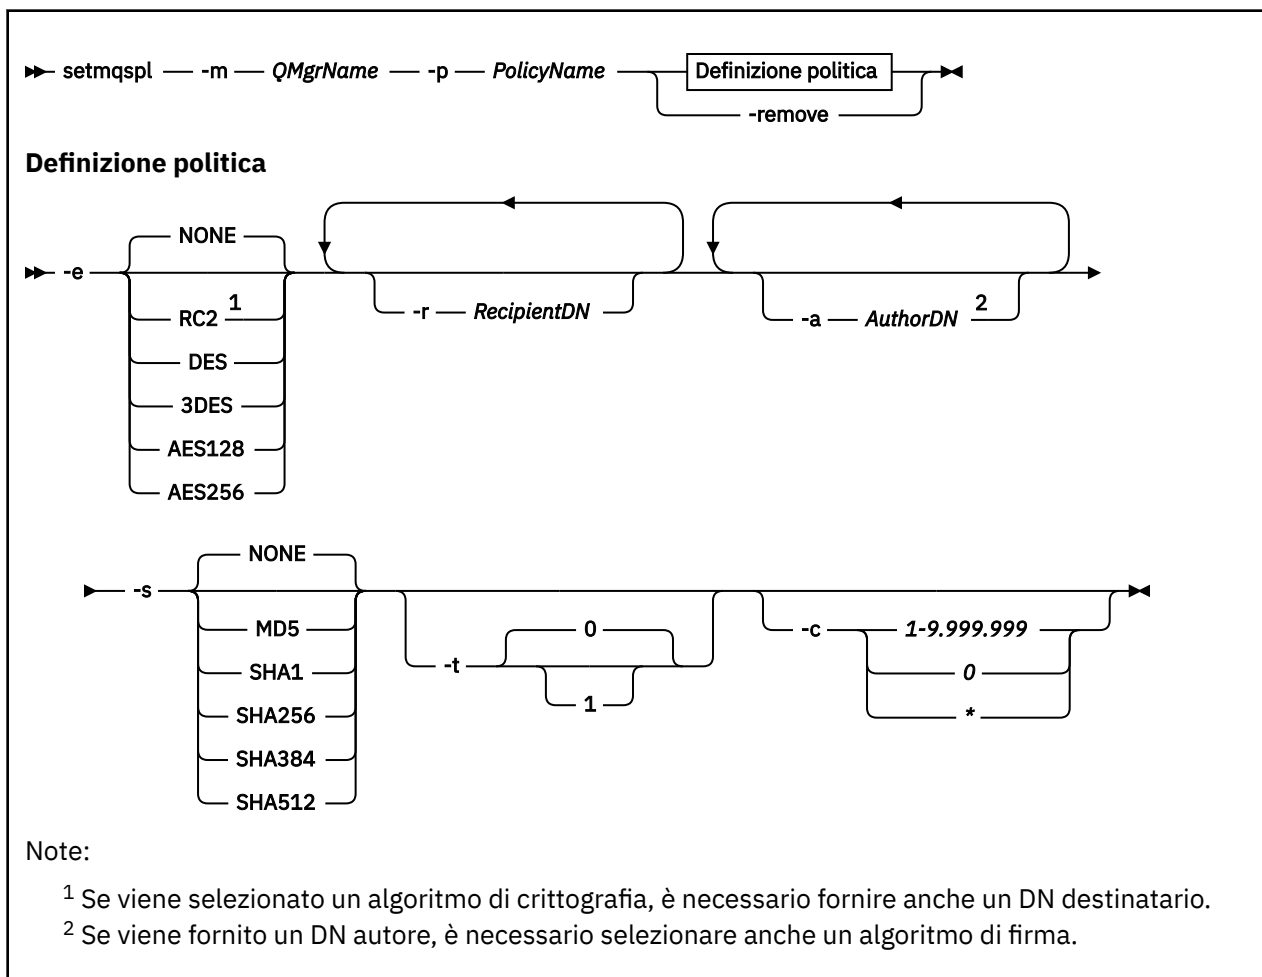 setmqspl -m QMgrName -p PolicyName Definizione politica
-remove
Definizione politica
NONE
-e
RC2 1
-r RecipientDN
-a AuthorDN 2
DES
3DES
AES128
AES256
NONE
-s
MD5
0
-c
1-9.999.999
-t
SHA1
0
1
SHA256
*
SHA384
SHA512
Note:
1 Se viene selezionato un algoritmo di crittografia, è necessario fornire anche un DN destinatario.
2 Se viene fornito un DN autore, è necessario selezionare anche un algoritmo di firma.